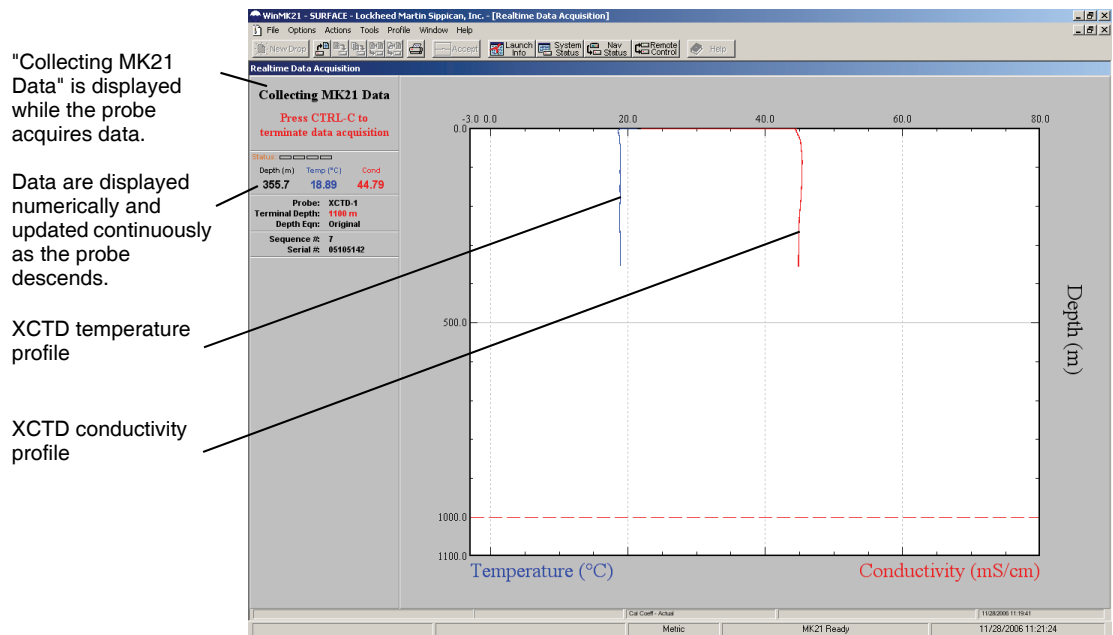 WinMK21 - SURFACE - Lockheed Martin Sippican, Inc. - [Realtime Data Acquisition]
File Options Actions Tools Profile Window Help
New Drop Accept Launch Info System Status Nav Status Remote Control Help
Realtime Data Acquisition
"Collecting MK21
Data" is displayed
while the probe
acquires data.
Data are displayed
numerically and
updated continuously
as the probe
descends.
XCTD temperature
profile
XCTD conductivity
profile
Collecting MK21 Data
Press CTRL-C to
terminate data acquisition
Status:
Depth (m) Temp (°C) Cond
355.7 18.89 44.79
Probe: XCTD-1
Terminal Depth: 1100 m
Depth Eqn: Original
Sequence #: 7
Serial #: 05105142
-3.0 0.0 20.0 40.0 60.0 80.0
0.0
500.0
1000.0
1100.0
Depth (m)
Temperature (°C) Conductivity (mS/cm)
Cal Coeff - Actual 11/28/2006 11:19:41
Metric MK21 Ready 11/28/2006 11:21:24